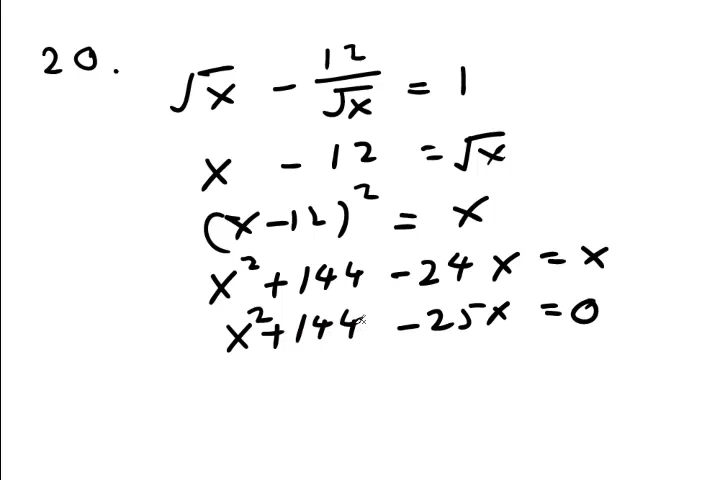 20.
√x - 12/√x = 1
x - 12 = √x
(x-12)² = x
x² + 144 - 24x = x
x² + 144 - 25x = 0